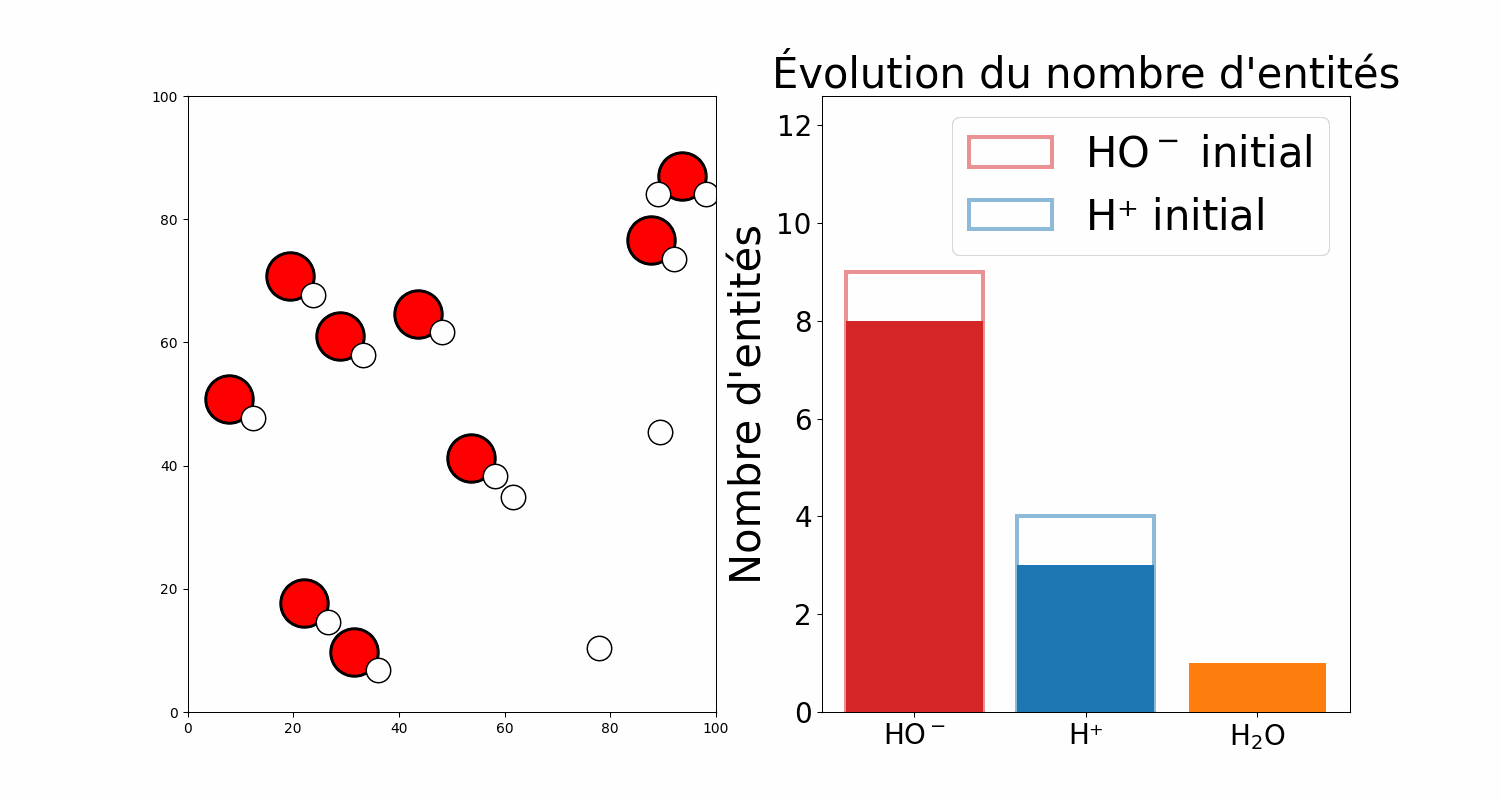 100
80
60
40
20
0
0 20 40 60 80 100
Évolution du nombre d'entités
Nombre d'entités
12
10
8
6
4
2
0
HO⁻ initial
H⁺ initial
HO⁻ H⁺ H₂O